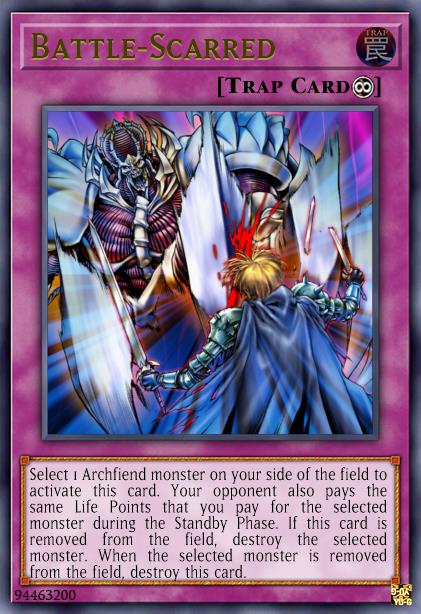 Battle-Scarred
TRAP
罠
[Trap Card]
Select 1 Archfiend monster on your side of the field to
activate this card. Your opponent also pays the
same Life Points that you pay for the selected
monster during the Standby Phase. If this card is
removed from the field, destroy the selected
monster. When the selected monster is removed
from the field, destroy this card.
94463200